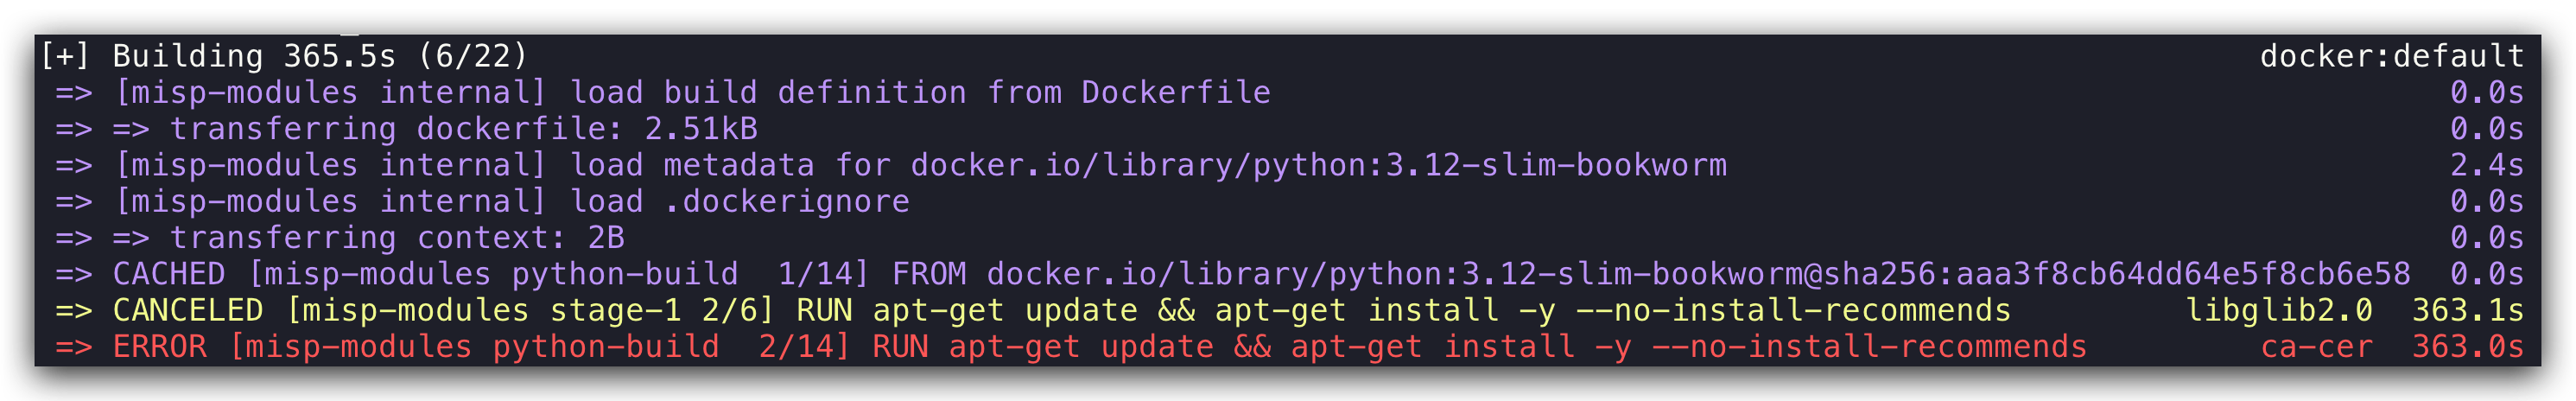 [+] Building 365.5s (6/22) docker:default
=> [misp-modules internal] load build definition from Dockerfile 0.0s
=> => transferring dockerfile: 2.51kB 0.0s
=> [misp-modules internal] load metadata for docker.io/library/python:3.12-slim-bookworm 2.4s
=> [misp-modules internal] load .dockerignore 0.0s
=> => transferring context: 2B 0.0s
=> CACHED [misp-modules python-build  1/14] FROM docker.io/library/python:3.12-slim-bookworm@sha256:aaa3f8cb64dd64e5f8cb6e58 0.0s
=> CANCELED [misp-modules stage-1 2/6] RUN apt-get update && apt-get install -y --no-install-recommends libglib2.0 363.1s
=> ERROR [misp-modules python-build  2/14] RUN apt-get update && apt-get install -y --no-install-recommends ca-cer 363.0s